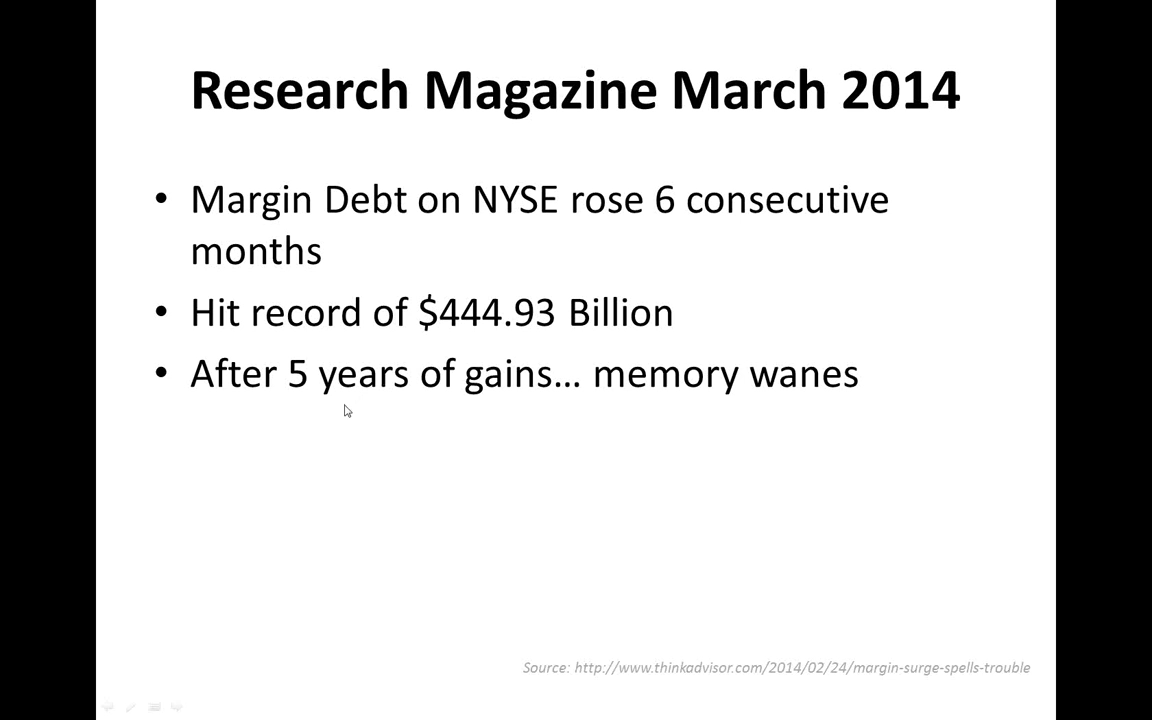 Research Magazine March 2014
• Margin Debt on NYSE rose 6 consecutive
months
• Hit record of $444.93 Billion
• After 5 years of gains… memory wanes
Source: http://www.thinkadvisor.com/2014/02/24/margin-surge-spells-trouble